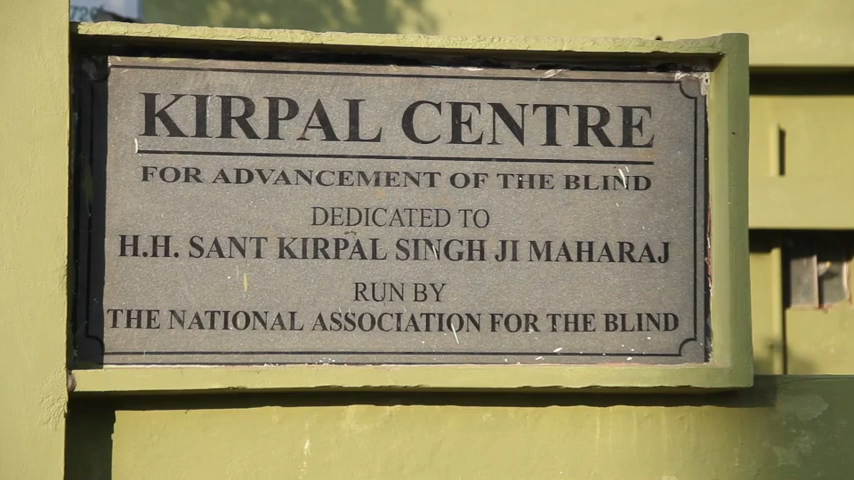 KIRPAL CENTRE
FOR ADVANCEMENT OF THE BLIND
DEDICATED TO
H.H. SANT KIRPAL SINGH JI MAHARAJ
RUN BY
THE NATIONAL ASSOCIATION FOR THE BLIND